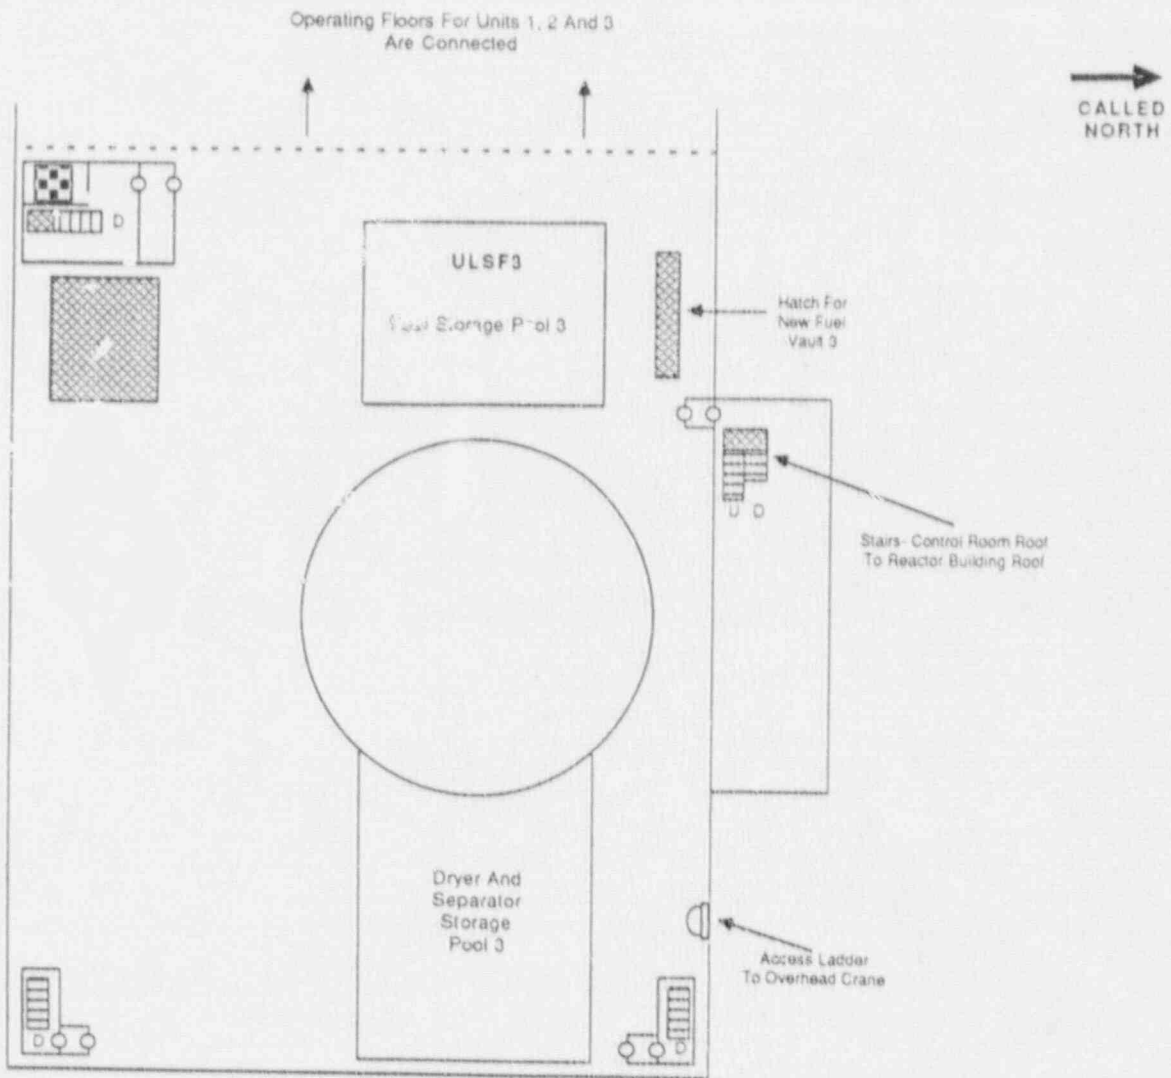 Operating Floors For Units 1, 2 And 3
Are Connected
CALLED
NORTH
D
ULSF3
Storage Pool 3
Hatch For
New Fuel
Vault 3
U D
Stairs- Control Room Roof
To Reactor Building Roof
Dryer And
Separator
Storage
Pool 3
Access Ladder
To Overhead Crane
D
D